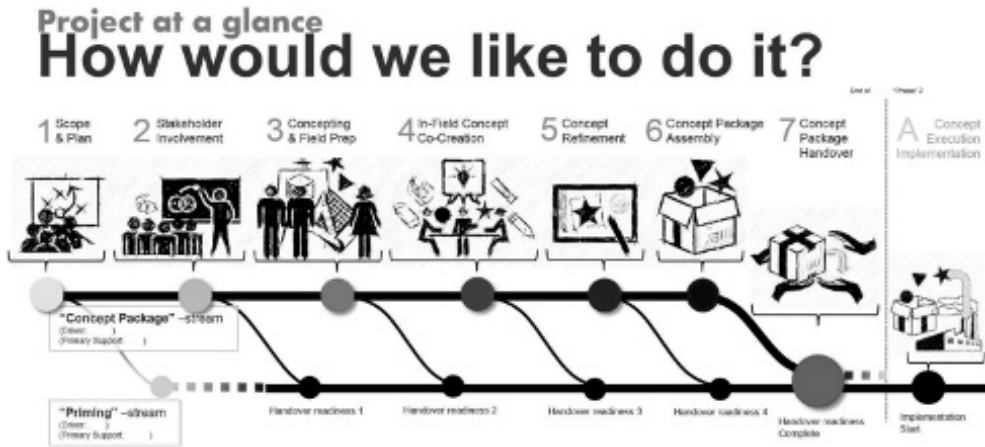 Project at a glance
How would we like to do it?
End of "Phase" 2
1 Scope
& Plan
2 Stakeholder
Involvement
3 Concepting
& Field Prep
4 In-Field Concept
Co-Creation
5 Concept
Refinement
6 Concept Package
Assembly
7 Concept
Package
Handover
A Concept
Execution
Implementation
"Concept Package" –stream
(Driver: )
(Primary Support: )
"Priming" –stream
(Driver: )
(Primary Support: )
Handover readiness 1
Handover readiness 2
Handover readiness 3
Handover readiness 4
Handover readiness
Complete
Implementation
Start